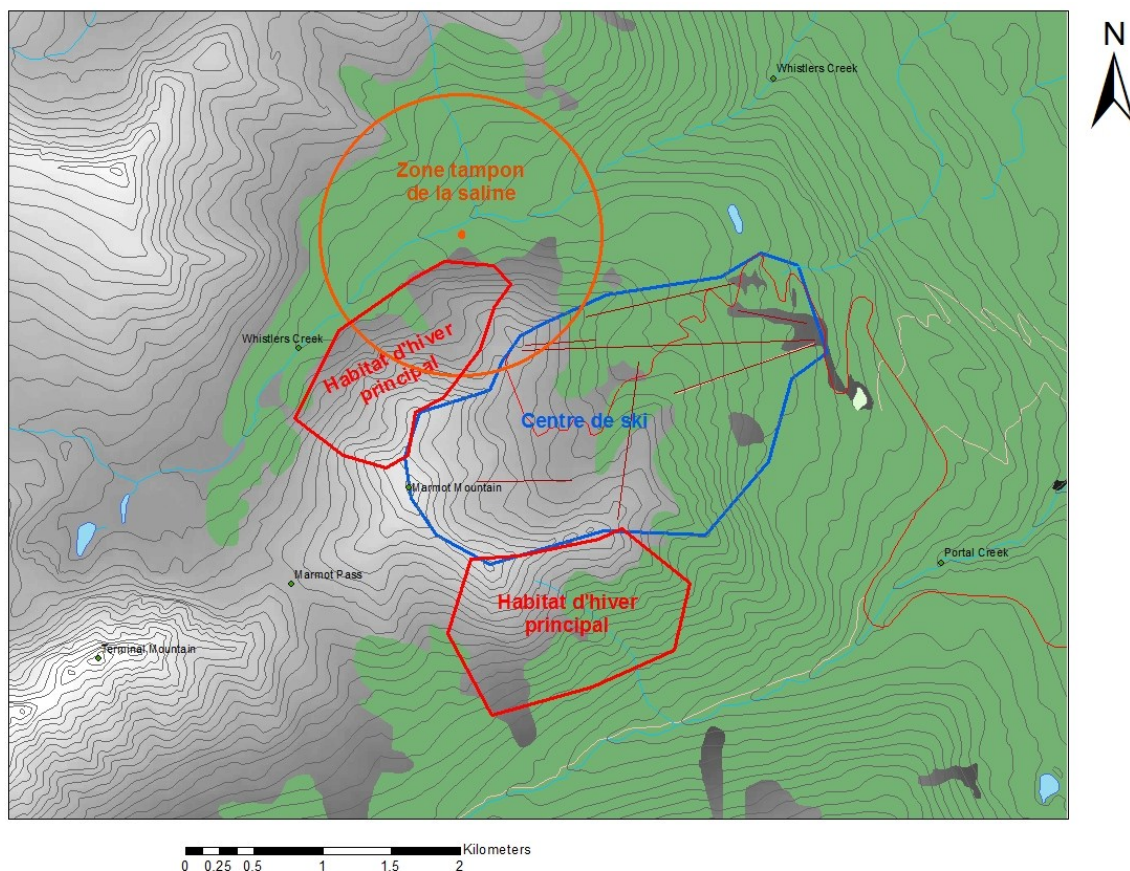 N
Whistlers Creek
Zone tampon
de la saline
Whistlers Creek
Habitat d'hiver
principal
Centre de ski
Marmot Mountain
Portal Creek
Marmot Pass
Habitat d'hiver
principal
Terminal Mountain
Kilometers
0 0.25 0.5 1 1.5 2